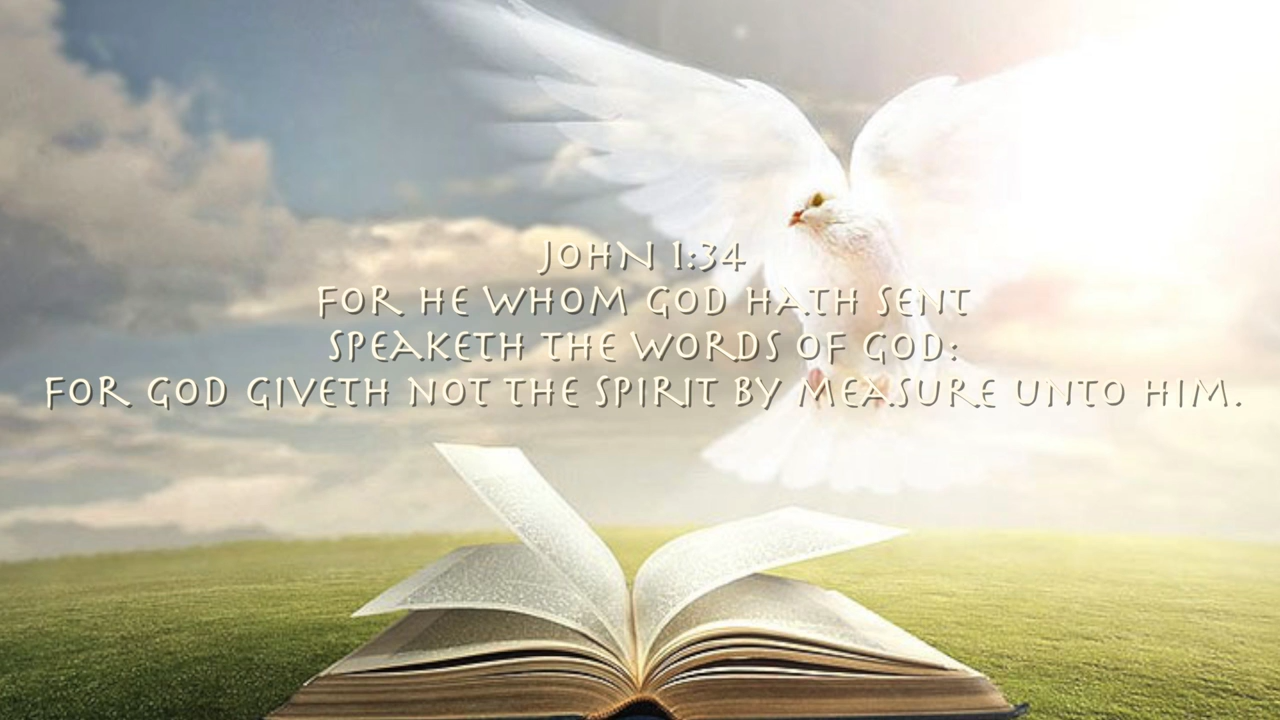 JOHN 1:34
FOR HE WHOM GOD HATH SENT
SPEAKETH THE WORDS OF GOD:
FOR GOD GIVETH NOT THE SPIRIT BY MEASURE UNTO HIM.